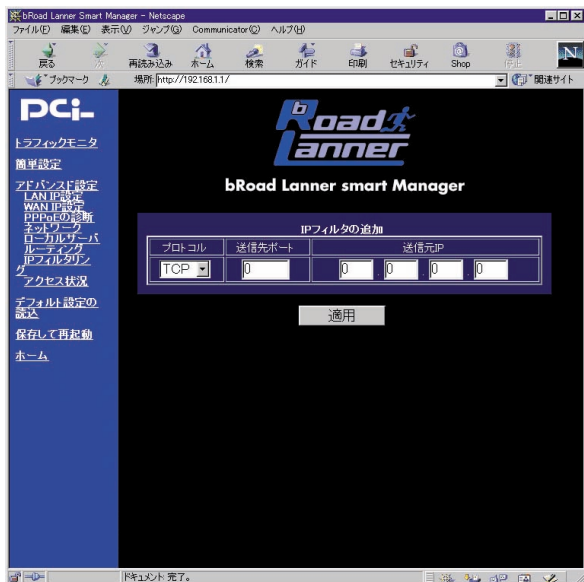 bRoad Lanner Smart Manager - Netscape
ファイル(F) 編集(E) 表示(V) ジャンプ(G) Communicator(C) ヘルプ(H)
戻る 次 再読み込み ホーム 検索 ガイド 印刷 セキュリティ Shop 停止
ブックマーク 場所: http://192.168.1.1/ 関連サイト
N
PCi
トラフィックモニタ
簡単設定
アドバンスド設定
LAN IP設定
WAN IP設定
PPPoEの診断
ネットワーク
ローカルサーバ
ルーティング
IPフィルタリン
グ
アクセス状況
デフォルト設定の
読込
保存して再起動
ホーム
bRoad
Lanner
bRoad Lanner smart Manager
IPフィルタの追加
プロトコル 送信先ポート 送信元IP
TCP 0 0 . 0 . 0 . 0
適用
ドキュメント 完了。